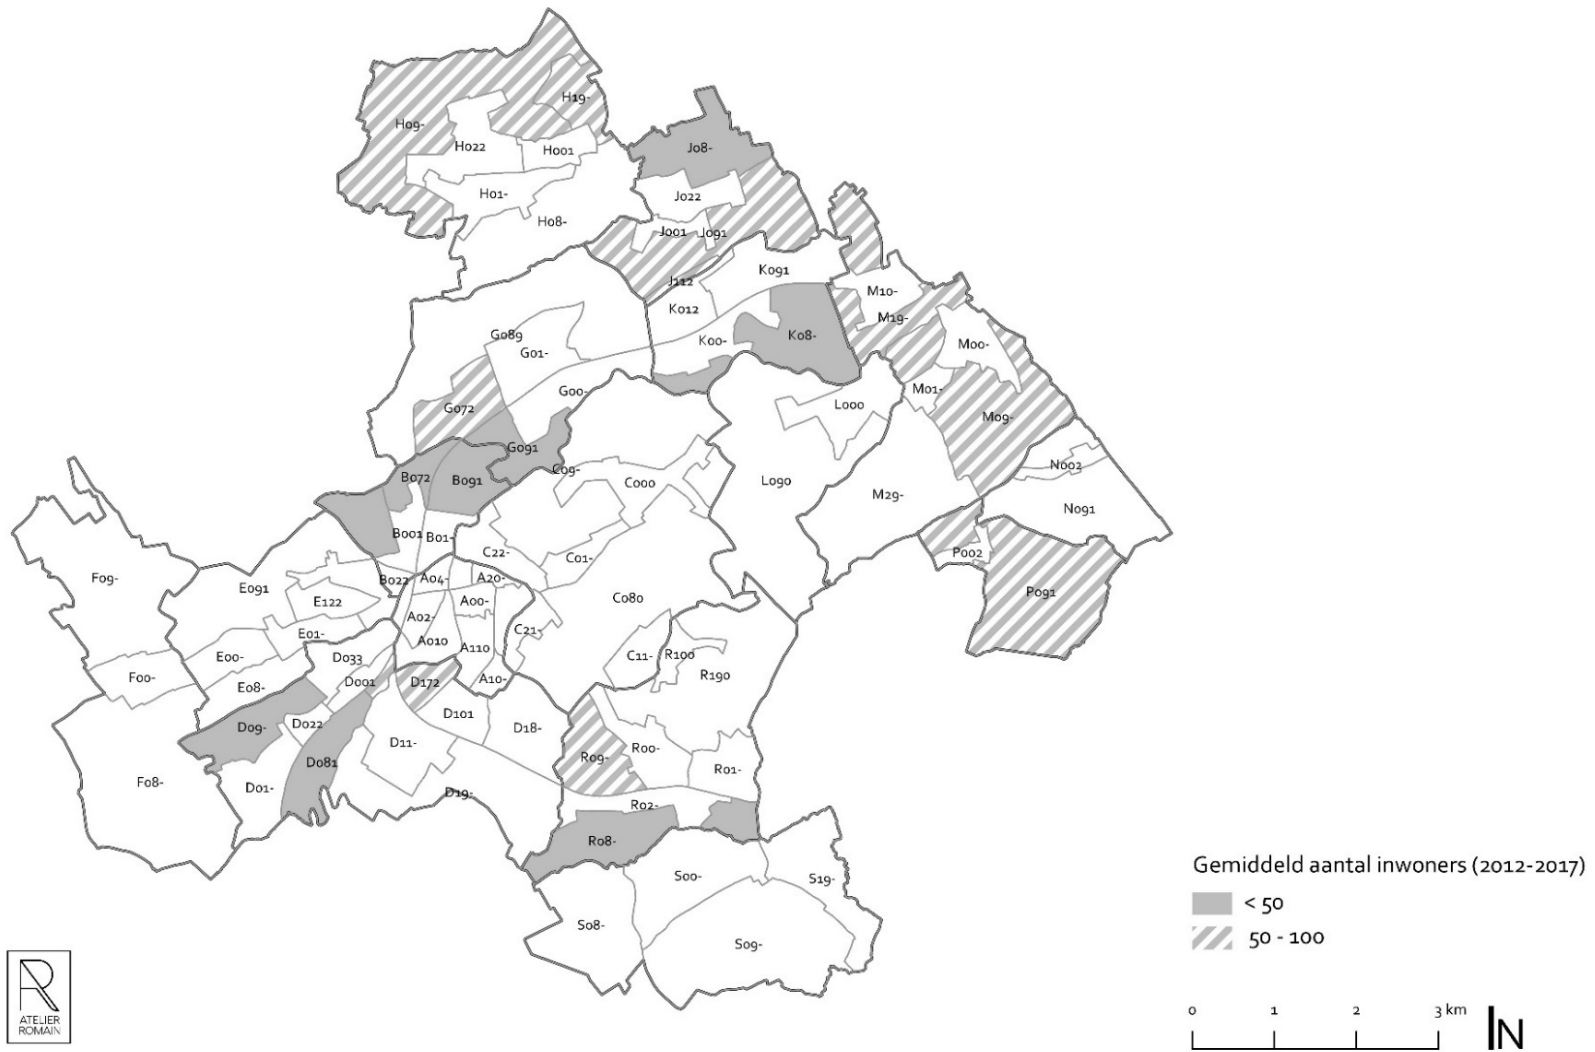 H19-
H09-
H022
H001
H01-
H08-
J08-
J022
J001
J091
J112
K091
K012
K00-
K08-
M10-
M19-
M00-
M01-
M09-
M29-
N002
N091
P002
P091
L000
L090
G089
G01-
G00-
G072
G091
B072
B091
B001
B01-
B022
C09-
C000
C22-
C01-
C080
C21-
C11-
A04-
A20-
A00-
A02-
A010
A110
A10-
F09-
F00-
F08-
E091
E122
E01-
E00-
E08-
D033
D001
D172
D09-
D022
D081
D01-
D11-
D101
D18-
D19-
R100
R190
R09-
R00-
R01-
R02-
R08-
S00-
S19-
S08-
S09-
Gemiddeld aantal inwoners (2012-2017)
< 50
50 - 100
0 1 2 3 km
N
R
ATELIER
ROMAIN